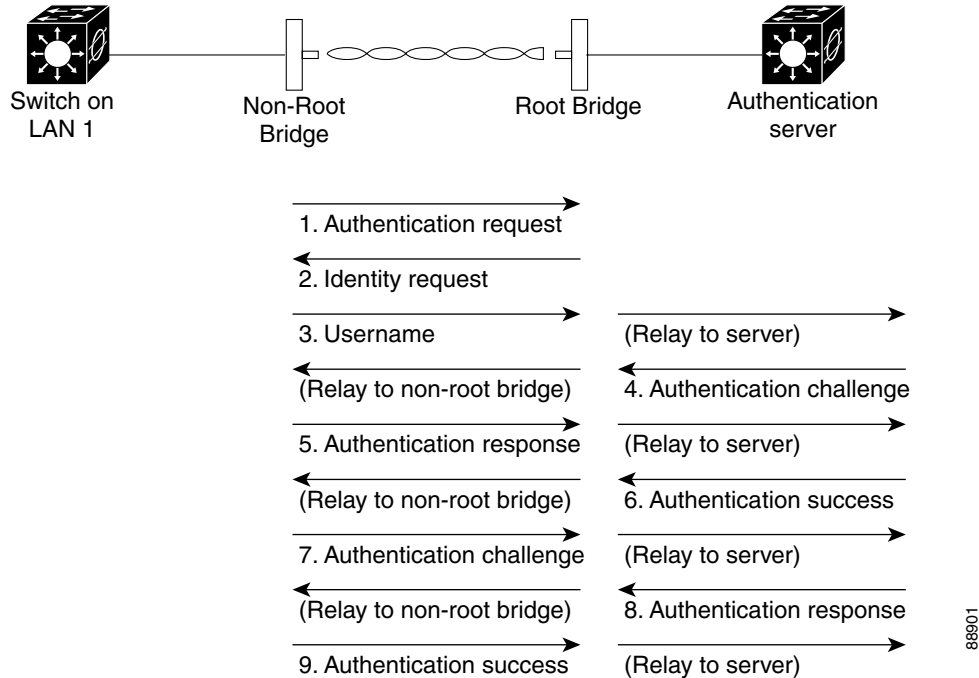 Switch on
LAN 1
Non-Root
Bridge
Root Bridge
Authentication
server
1. Authentication request
2. Identity request
3. Username
(Relay to server)
(Relay to non-root bridge)
4. Authentication challenge
5. Authentication response
(Relay to server)
(Relay to non-root bridge)
6. Authentication success
7. Authentication challenge
(Relay to server)
(Relay to non-root bridge)
8. Authentication response
9. Authentication success
(Relay to server)
88901